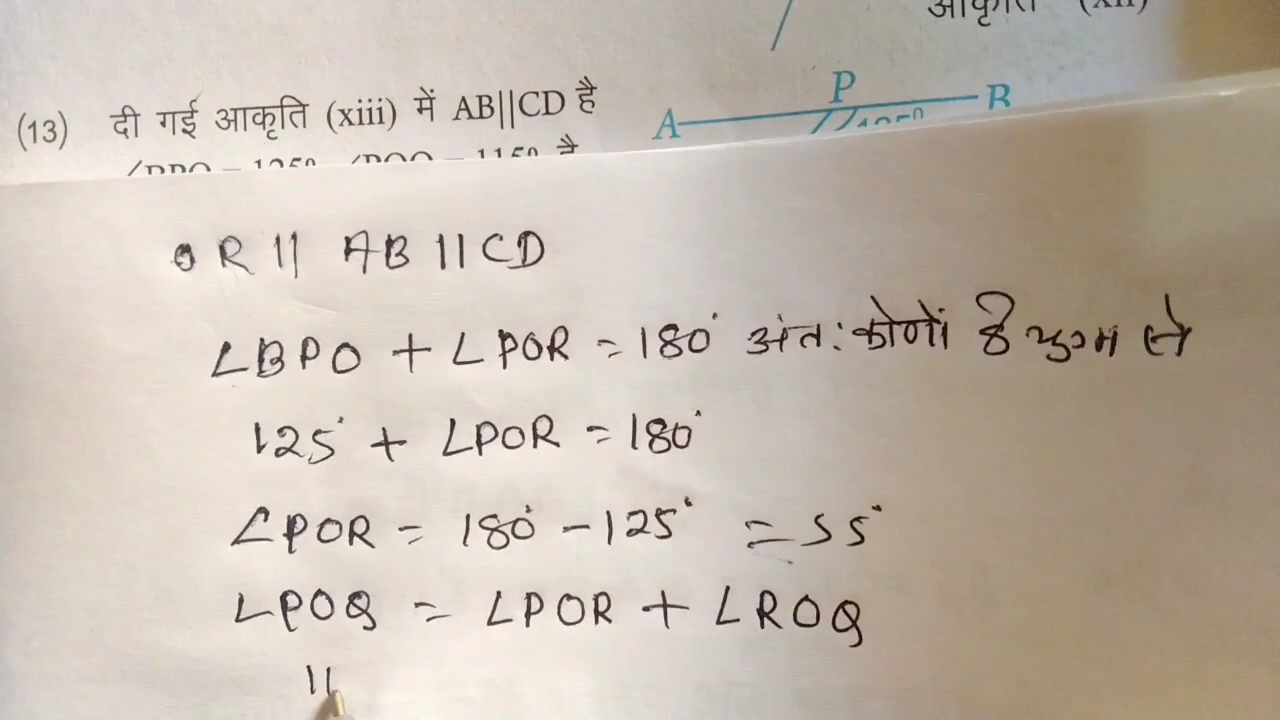 आकृति (xii)
(13) दी गई आकृति (xiii) में AB||CD है
P
A
B
OR || AB || CD
∠BPO + ∠POR = 180° अंत:कोणों के युग्म से
125° + ∠POR = 180°
∠POR = 180° - 125° = 55°
∠POQ = ∠POR + ∠ROQ
11